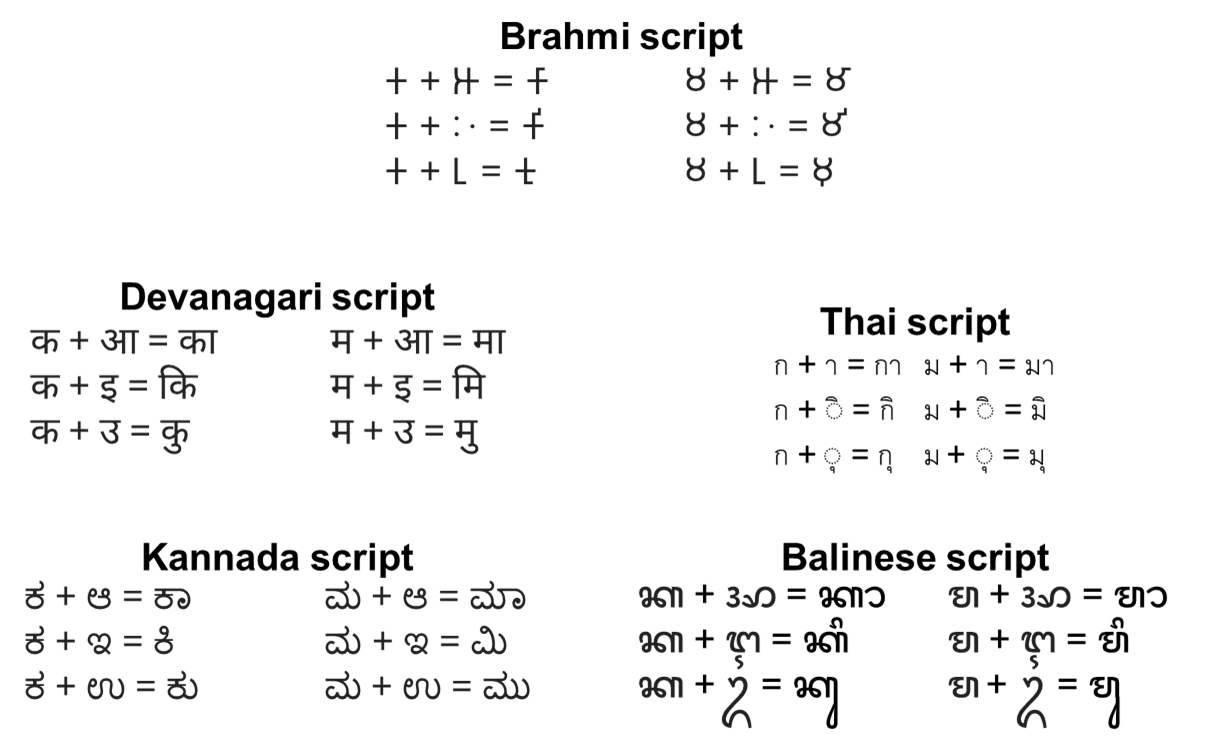 Brahmi script
𑀓 + 𑀆 = 𑀓𑀸 𑀫 + 𑀆 = 𑀫𑀸
𑀓 + 𑀇 = 𑀓𑀺 𑀫 + 𑀇 = 𑀫𑀺
𑀓 + 𑀉 = 𑀓𑀼 𑀫 + 𑀉 = 𑀫𑀼
Devanagari script
क + आ = का म + आ = मा
क + इ = कि म + इ = मि
क + उ = कु म + उ = मु
Thai script
ก + า = กา ม + า = มา
ก + ◌ิ = กิ ม + ◌ิ = มิ
ก + ◌ุ = กุ ม + ◌ุ = มุ
Kannada script
ಕ + ಆ = ಕಾ ಮ + ಆ = ಮಾ
ಕ + ಇ = ಕಿ ಮ + ಇ = ಮಿ
ಕ + ಉ = ಕು ಮ + ಉ = ಮು
Balinese script
ᬓ + ᬆ = ᬓᬵ ᬫ + ᬆ = ᬫᬵ
ᬓ + ᬇ = ᬓᬶ ᬫ + ᬇ = ᬫᬶ
ᬓ + ᬉ = ᬓᬸ ᬫ + ᬉ = ᬫᬸ